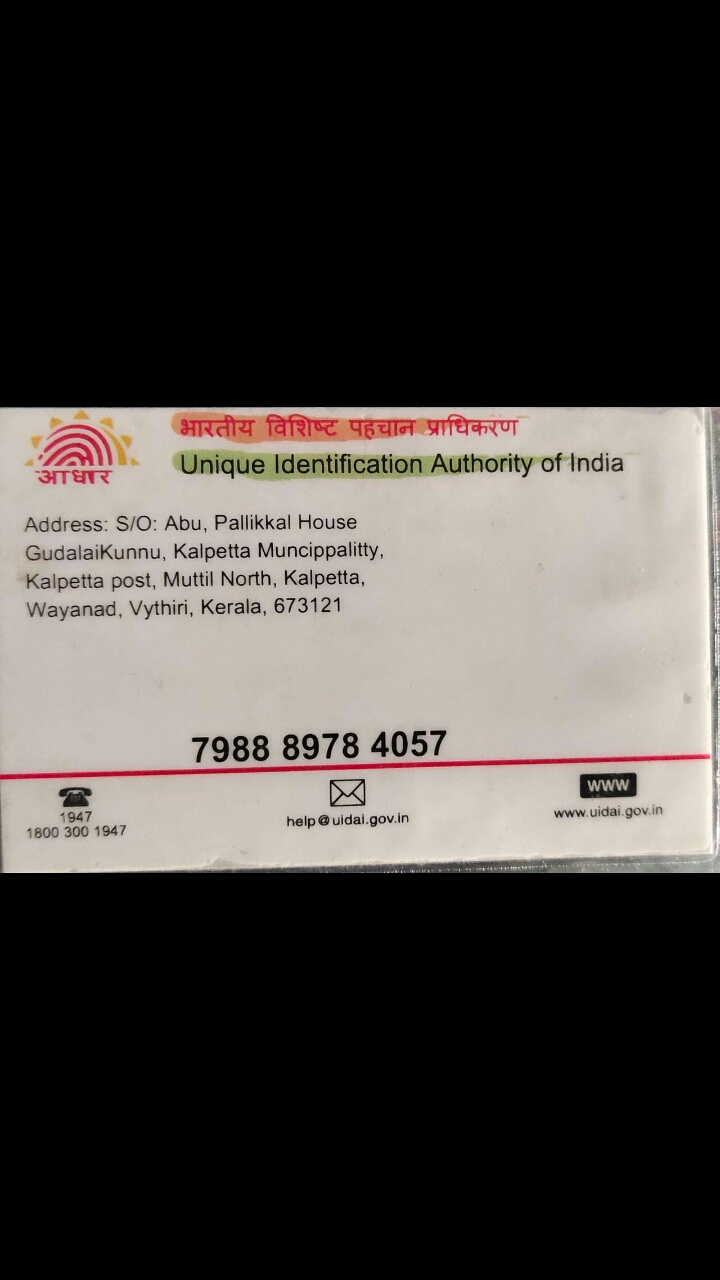 भारतीय विशिष्ट पहचान प्राधिकरण
आधार
Unique Identification Authority of India
Address: S/O: Abu, Pallikkal House
GudalaiKunnu, Kalpetta Muncippalitty,
Kalpetta post, Muttil North, Kalpetta,
Wayanad, Vythiri, Kerala, 673121
7988 8978 4057
1947
1800 300 1947
help@uidai.gov.in
WWW
www.uidai.gov.in